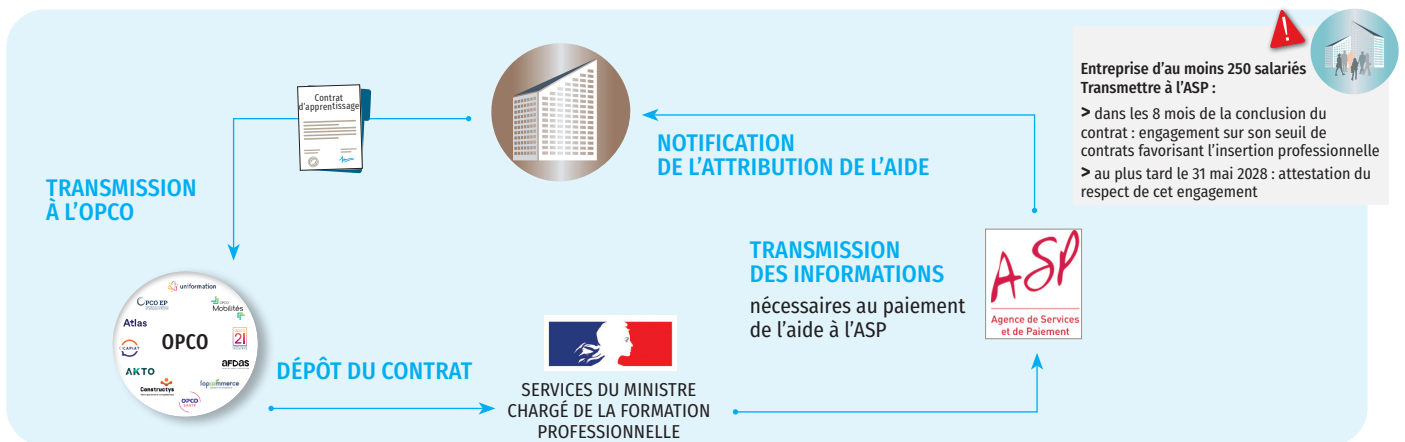 Contrat
d'apprentissage
TRANSMISSION
À L'OPCO
uniformation
OPCO EP
OPCO
Mobilités
Atlas
OCAPIAT
OPCO
2i
AKTO
afdas
Constructys
l'opcommerce
OPCO
SANTÉ
DÉPÔT DU CONTRAT
SERVICES DU MINISTRE
CHARGÉ DE LA FORMATION
PROFESSIONNELLE
TRANSMISSION
DES INFORMATIONS
nécessaires au paiement
de l'aide à l'ASP
ASP
Agence de Services
et de Paiement
NOTIFICATION
DE L'ATTRIBUTION DE L'AIDE
!
Entreprise d'au moins 250 salariés
Transmettre à l'ASP :
> dans les 8 mois de la conclusion du
contrat : engagement sur son seuil de
contrats favorisant l'insertion professionnelle
> au plus tard le 31 mai 2028 : attestation du
respect de cet engagement